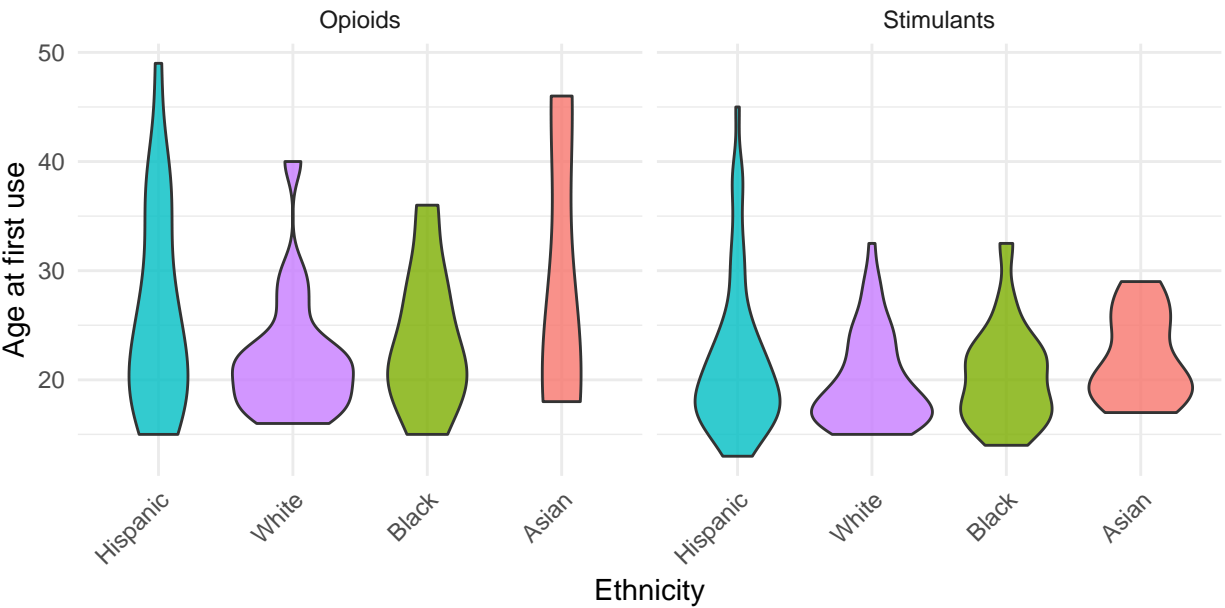 Opioids
Stimulants
Age at first use
50
40
30
20
Hispanic
White
Black
Asian
Hispanic
White
Black
Asian
Ethnicity